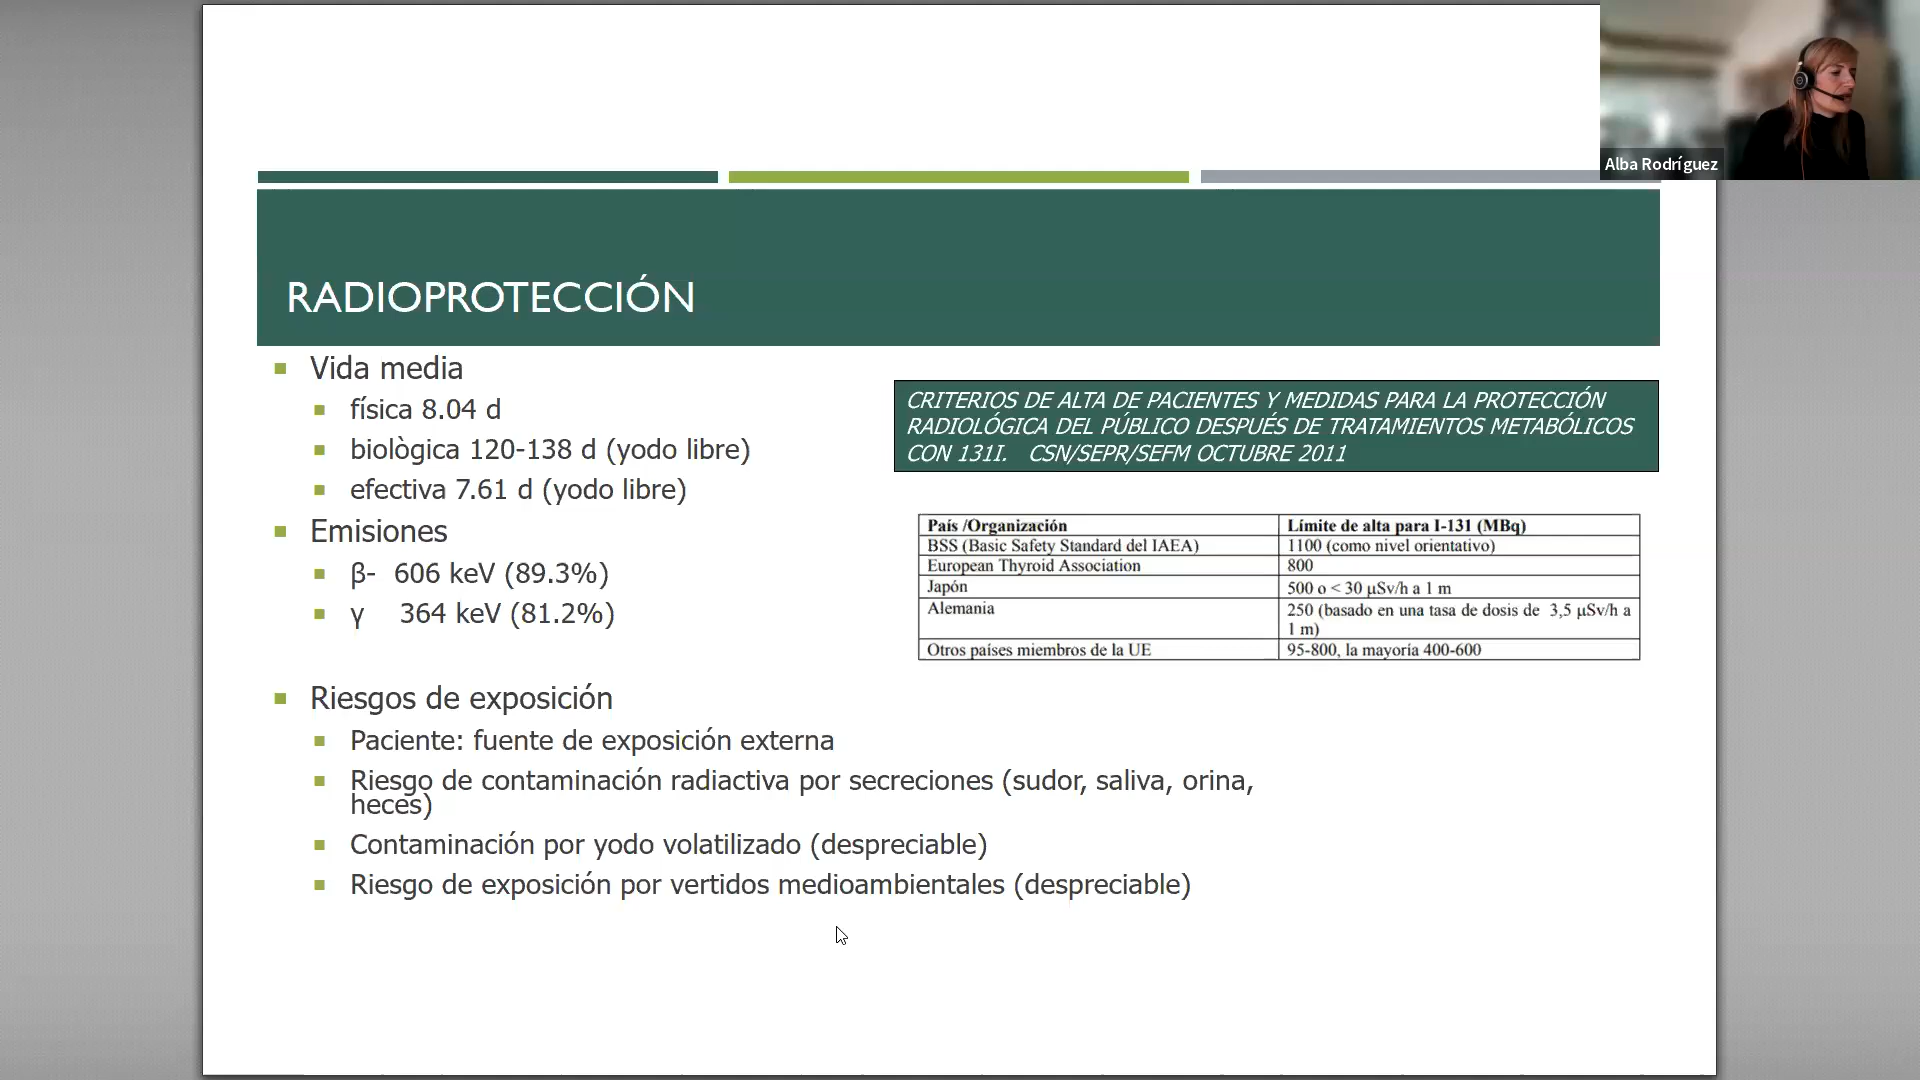 Alba Rodríguez
RADIOPROTECCIÓN
Vida media
física 8.04 d
biològica 120-138 d (yodo libre)
efectiva 7.61 d (yodo libre)
Emisiones
β- 606 keV (89.3%)
γ 364 keV (81.2%)
Riesgos de exposición
Paciente: fuente de exposición externa
Riesgo de contaminación radiactiva por secreciones (sudor, saliva, orina,
heces)
Contaminación por yodo volatilizado (despreciable)
Riesgo de exposición por vertidos medioambientales (despreciable)
CRITERIOS DE ALTA DE PACIENTES Y MEDIDAS PARA LA PROTECCIÓN
RADIOLÓGICA DEL PÚBLICO DESPUÉS DE TRATAMIENTOS METABÓLICOS
CON 131I. CSN/SEPR/SEFM OCTUBRE 2011
País /Organización Límite de alta para I-131 (MBq)
BSS (Basic Safety Standard del IAEA) 1100 (como nivel orientativo)
European Thyroid Association 800
Japón 500 o < 30 µSv/h a 1 m
Alemania 250 (basado en una tasa de dosis de 3,5 µSv/h a
1 m)
Otros países miembros de la UE 95-800, la mayoría 400-600